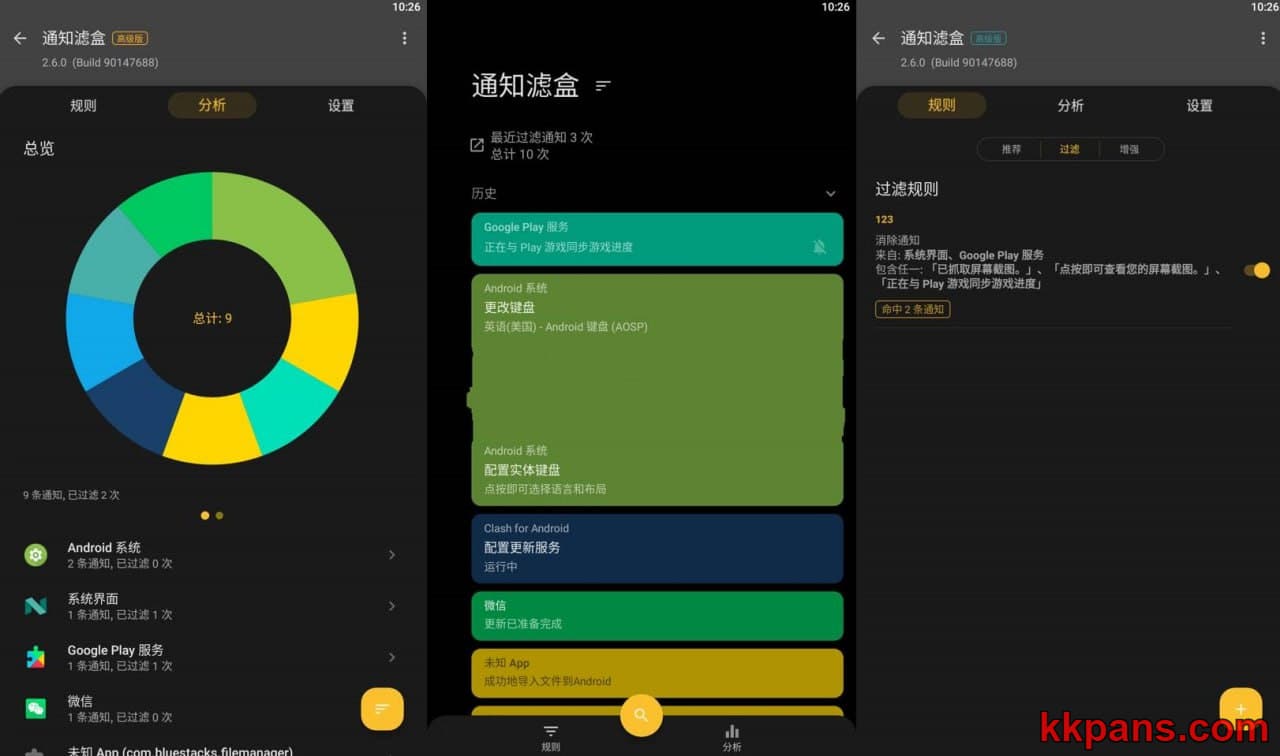 10:26
通知滤盒 高级版
2.6.0 (Build 90147688)
规则 分析 设置
总览
总计: 9
9 条通知, 已过滤 2 次
Android 系统
2 条通知, 已过滤 0 次
系统界面
1 条通知, 已过滤 1 次
Google Play 服务
1 条通知, 已过滤 1 次
微信
1 条通知, 已过滤 0 次
未知 App (com.bluestacks.filemanager)
10:26
通知滤盒
最近过滤通知 3 次
总计 10 次
历史
Google Play 服务
正在与 Play 游戏同步游戏进度
Android 系统
更改键盘
英语(美国) - Android 键盘 (AOSP)
Android 系统
配置实体键盘
点按即可选择语言和布局
Clash for Android
配置更新服务
运行中
微信
更新已准备完成
未知 App
成功地导入文件到Android
规则 分析
10:26
通知滤盒 高级版
2.6.0 (Build 90147688)
规则 分析 设置
推荐 过滤 增强
过滤规则
123
消除通知
来自: 系统界面、Google Play 服务
包含任一: 「已抓取屏幕截图。」、「点按即可查看您的屏幕截图。」、
「正在与 Play 游戏同步游戏进度」
命中 2 条通知
kkpans.com